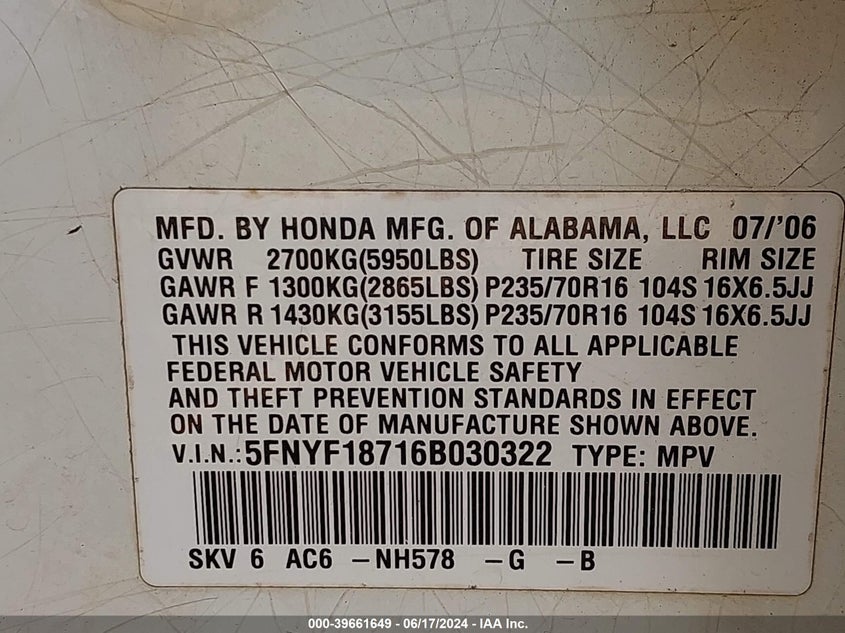 MFD. BY HONDA MFG. OF ALABAMA, LLC 07/'06
GVWR 2700KG(5950LBS) TIRE SIZE RIM SIZE
GAWR F 1300KG(2865LBS) P235/70R16 104S 16X6.5JJ
GAWR R 1430KG(3155LBS) P235/70R16 104S 16X6.5JJ
THIS VEHICLE CONFORMS TO ALL APPLICABLE
FEDERAL MOTOR VEHICLE SAFETY
AND THEFT PREVENTION STANDARDS IN EFFECT
ON THE DATE OF MANUFACTURE SHOWN ABOVE.
V.I.N.: 5FNYF18716B030322 TYPE: MPV
SKV 6 AC6 –NH578 –G –B
000-39661649 - 06/17/2024 - IAA Inc.